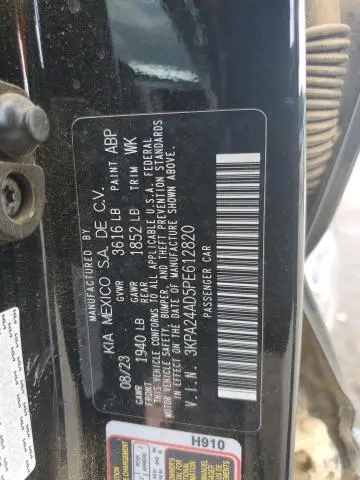 MANUFACTURED BY
KIA MEXICO S.A. DE C.V.
08/23 GVWR 3616 LB PAINT ABP
GAWR FRONT 1940 LB GAWR REAR 1852 LB TRIM WK
THIS VEHICLE CONFORMS TO ALL APPLICABLE U.S.A. FEDERAL
MOTOR VEHICLE SAFETY, BUMPER, AND THEFT PREVENTION STANDARDS
IN EFFECT ON THE DATE OF MANUFACTURE SHOWN ABOVE.
V.I.N. 3KPA24AD5PE612820
PASSENGER CAR
H910